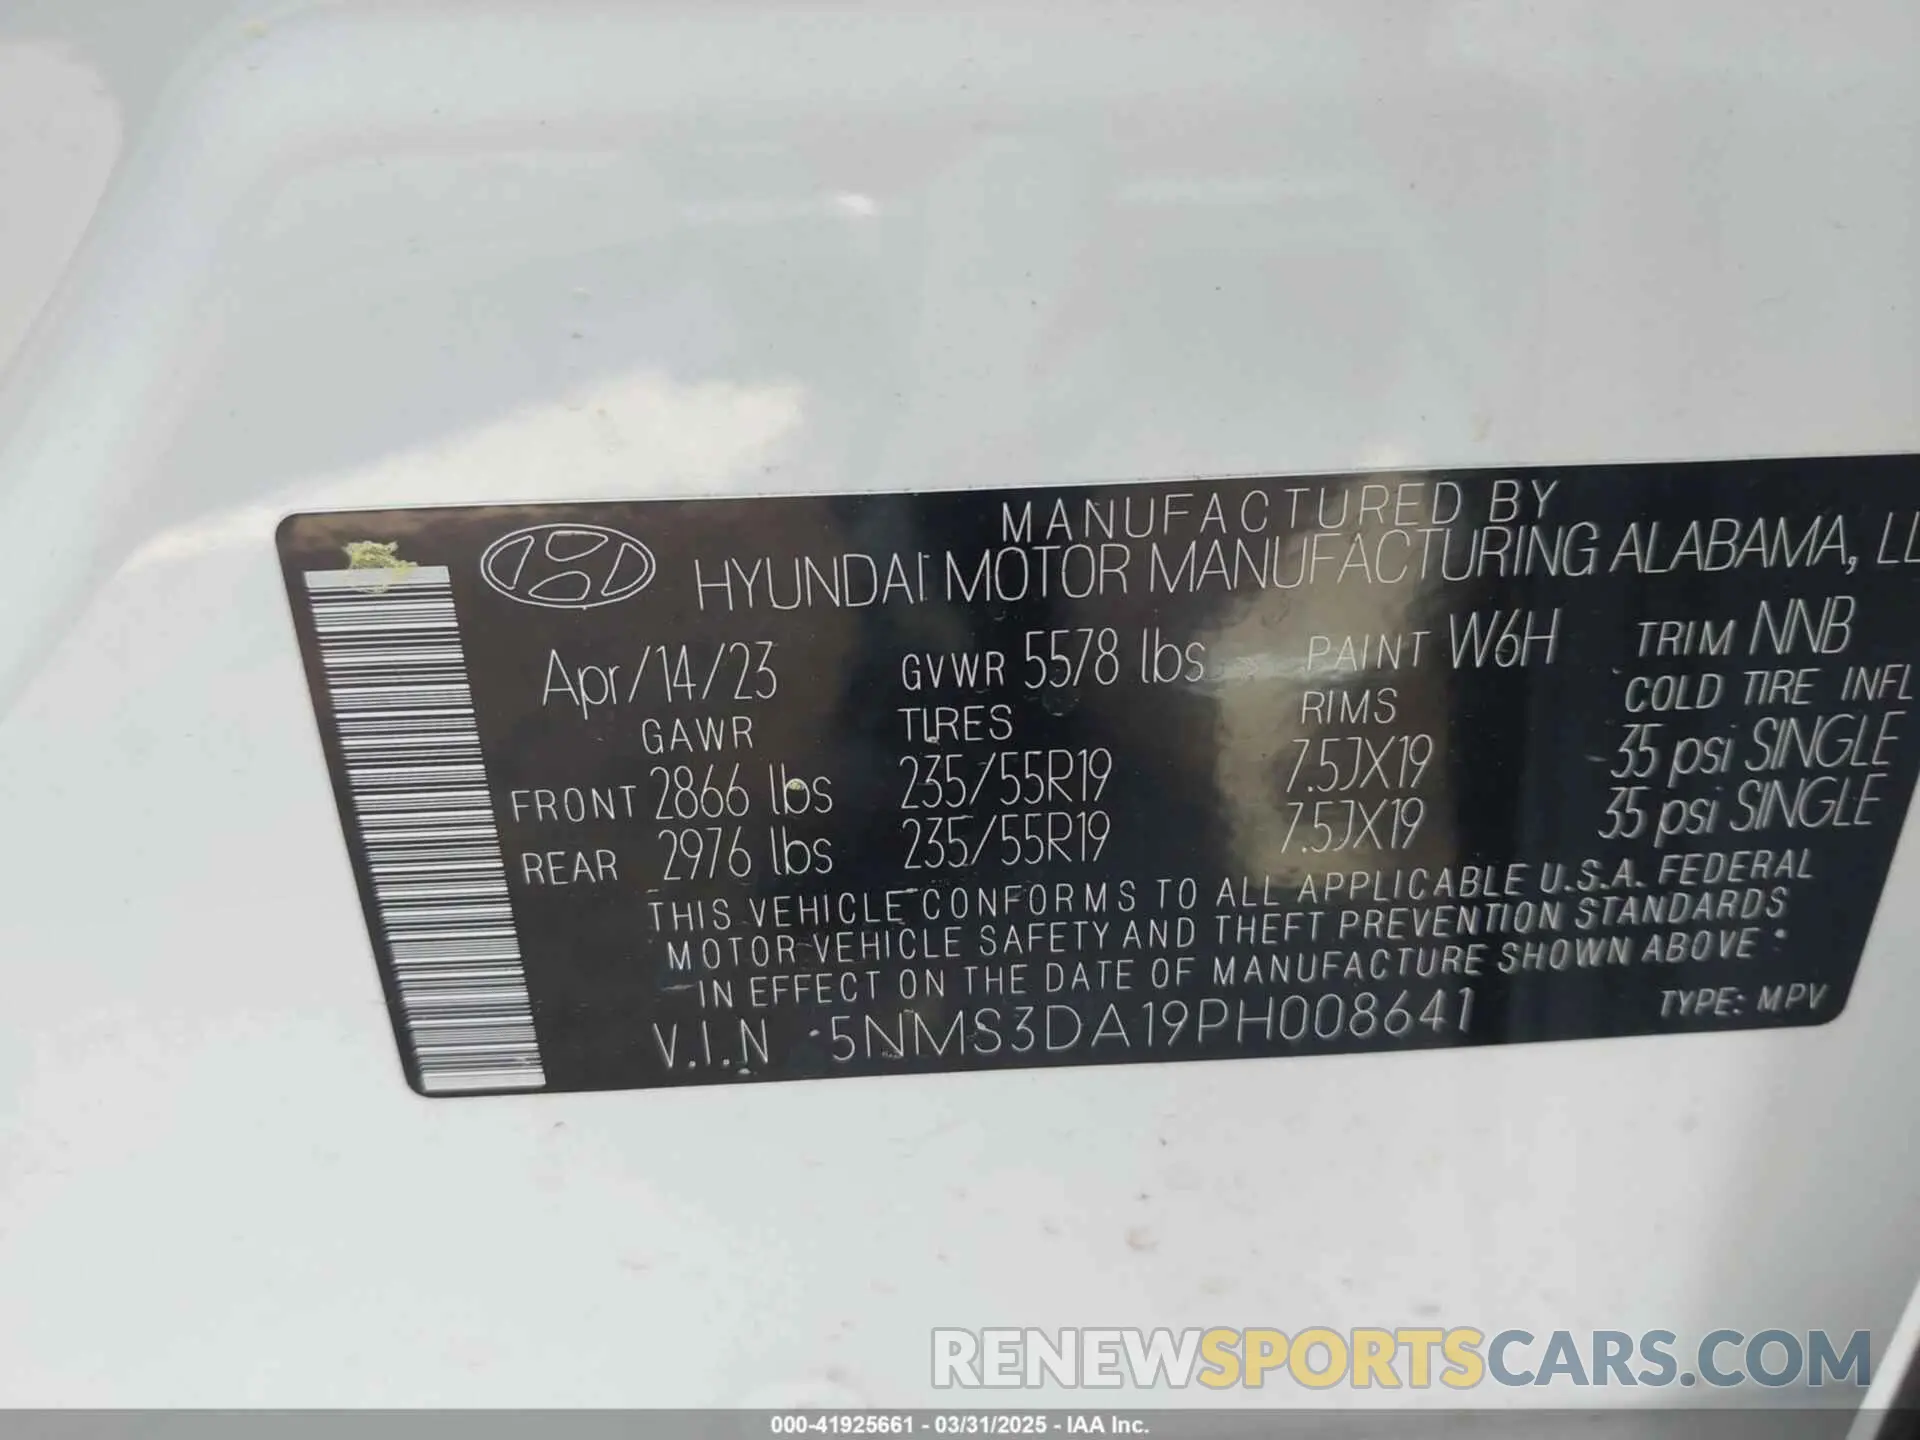 MANUFACTURED BY
HYUNDAI MOTOR MANUFACTURING ALABAMA, LL
Apr/14/23 GVWR 5578 lbs PAINT W6H TRIM NNB
GAWR TIRES RIMS COLD TIRE INFL
FRONT 2866 lbs 235/55R19 7.5JX19 35 psi SINGLE
REAR 2976 lbs 235/55R19 7.5JX19 35 psi SINGLE
THIS VEHICLE CONFORMS TO ALL APPLICABLE U.S.A. FEDERAL
MOTOR VEHICLE SAFETY AND THEFT PREVENTION STANDARDS
IN EFFECT ON THE DATE OF MANUFACTURE SHOWN ABOVE
V.I.N 5NMS3DA19PH008641 TYPE: MPV
RENEWSPORTSCARS.COM
000-41925661 - 03/31/2025 - IAA Inc.